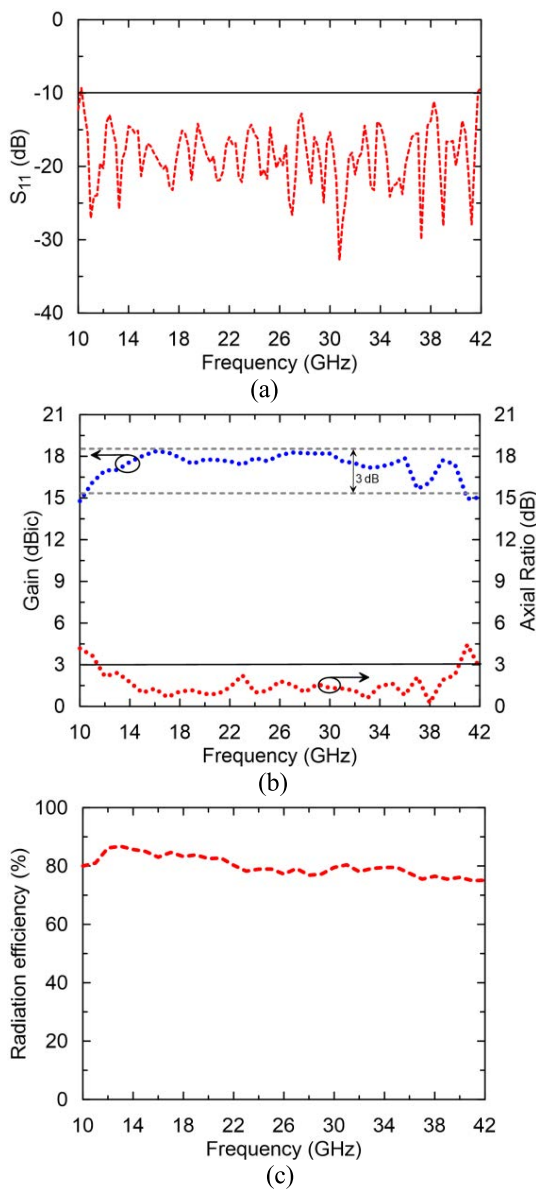 0
-10
-20
-30
-40
S11 (dB)
10 14 18 22 26 30 34 38 42
Frequency (GHz)
(a)
21 21
18 18
3 dB
15 15
12 12
9 9
6 6
3 3
0 0
Gain (dBic)
Axial Ratio (dB)
10 14 18 22 26 30 34 38 42
Frequency (GHz)
(b)
100
80
60
40
20
0
Radiation efficiency (%)
10 14 18 22 26 30 34 38 42
Frequency (GHz)
(c)